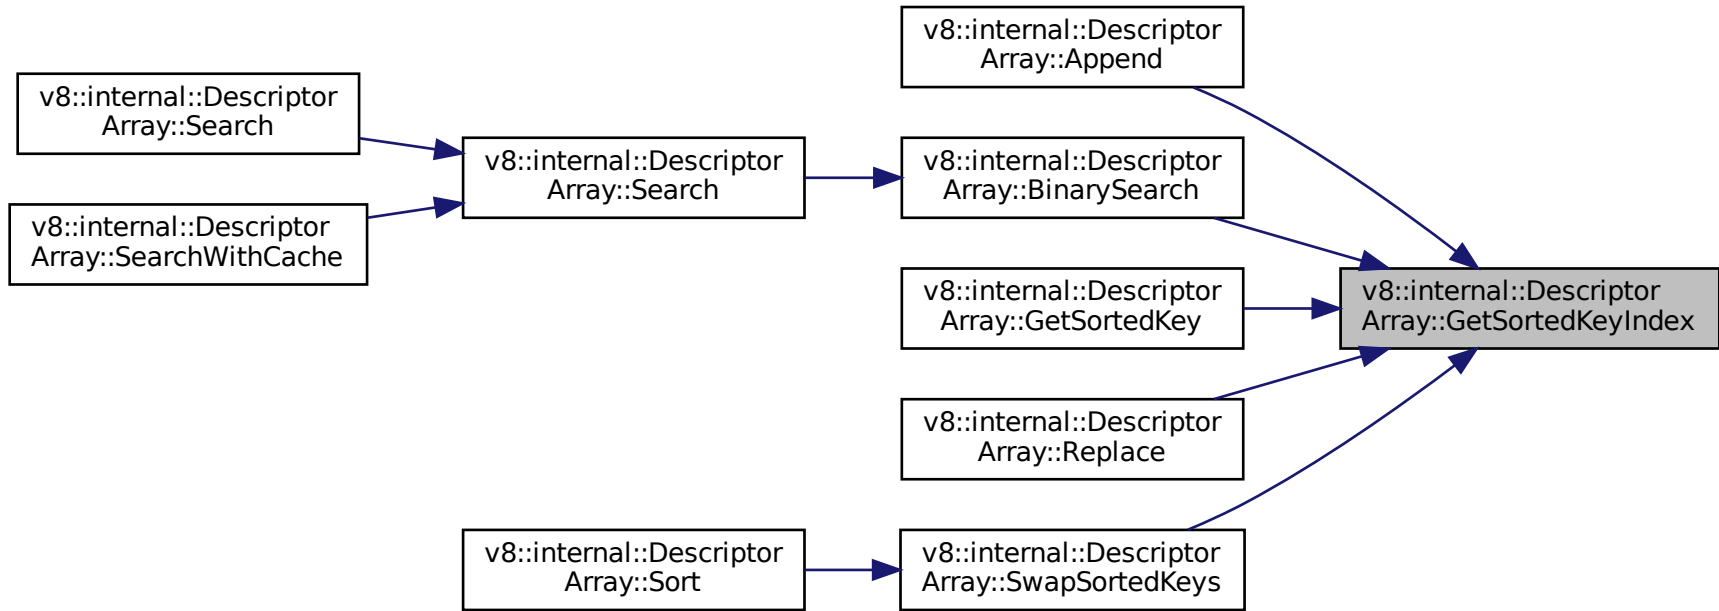 v8::internal::Descriptor
Array::Append
v8::internal::Descriptor
Array::Search
v8::internal::Descriptor
Array::Search
v8::internal::Descriptor
Array::BinarySearch
v8::internal::Descriptor
Array::SearchWithCache
v8::internal::Descriptor
Array::GetSortedKey
v8::internal::Descriptor
Array::GetSortedKeyIndex
v8::internal::Descriptor
Array::Replace
v8::internal::Descriptor
Array::Sort
v8::internal::Descriptor
Array::SwapSortedKeys